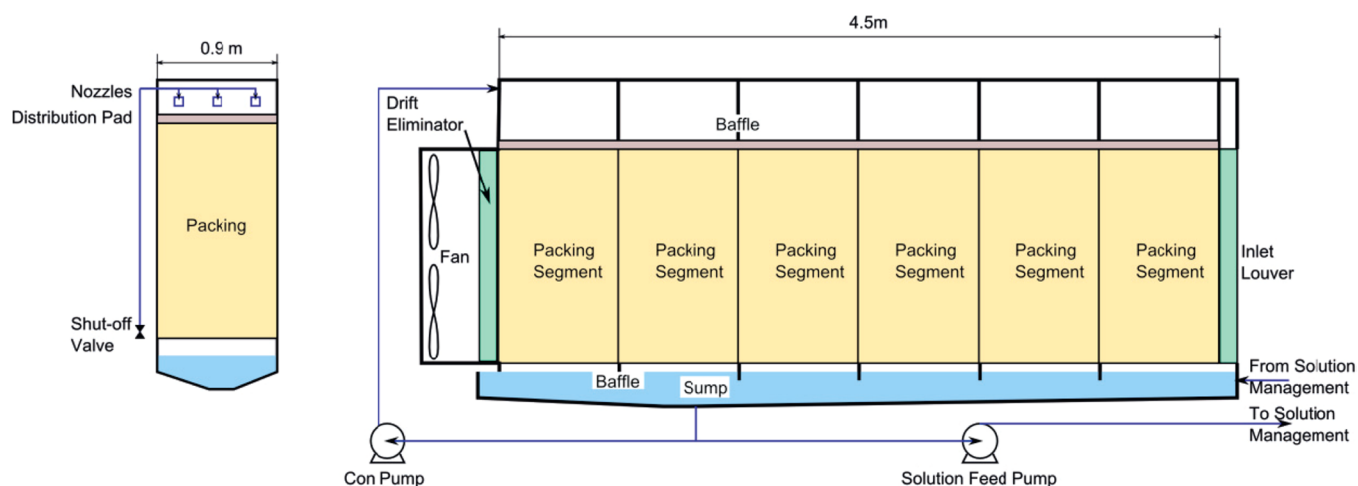 0.9 m
Nozzles
Distribution Pad
Packing
Shut-off
Valve
4.5m
Drift
Eliminator
Baffle
Fan
Packing
Segment
Packing
Segment
Packing
Segment
Packing
Segment
Packing
Segment
Packing
Segment
Inlet
Louver
Baffle
Sump
From Solution
Management
To Solution
Management
Con Pump
Solution Feed Pump